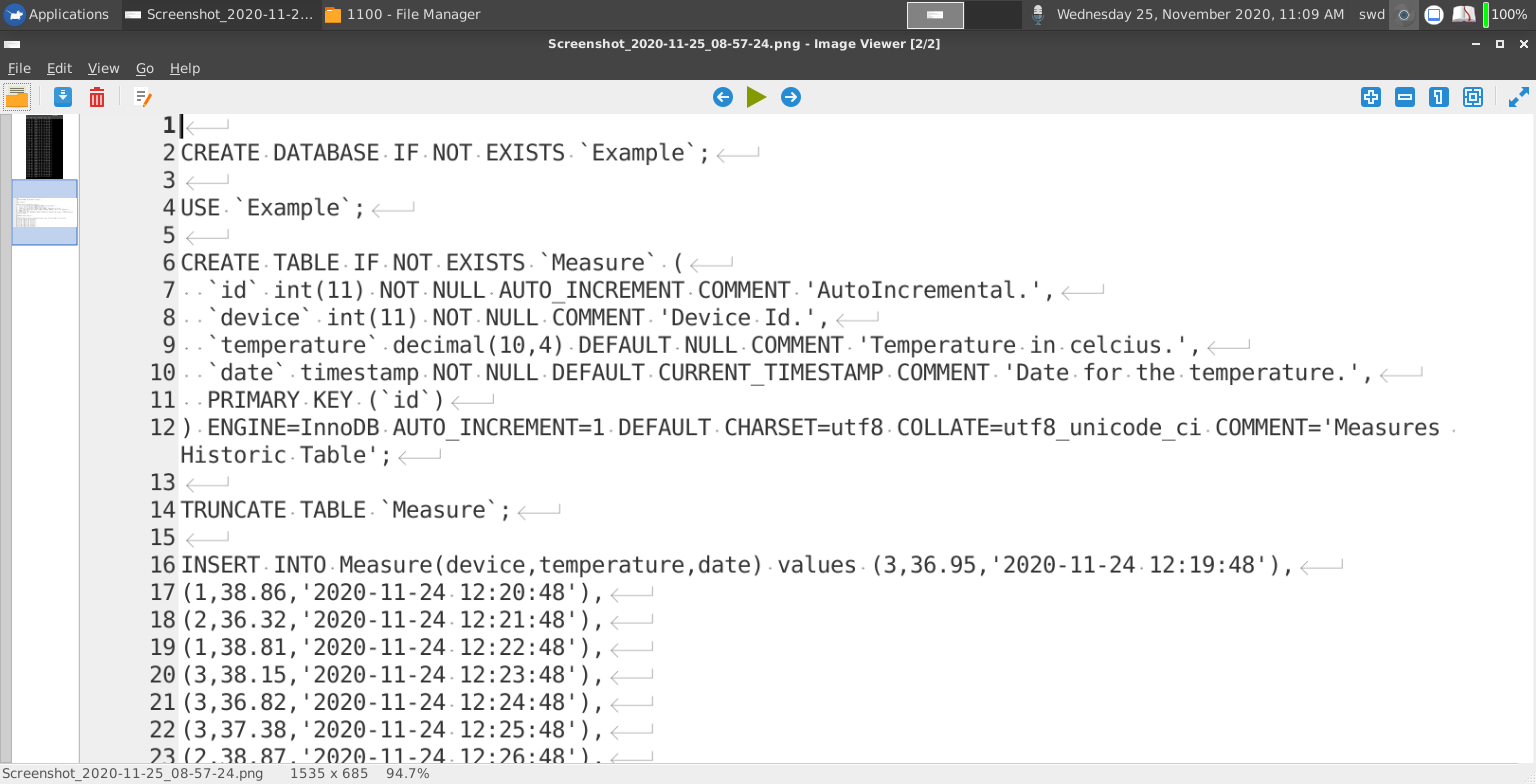 Applications Screenshot_2020-11-2... 1100 - File Manager Wednesday 25, November 2020, 11:09 AM swd 100%
Screenshot_2020-11-25_08-57-24.png - Image Viewer [2/2]
File Edit View Go Help
1
2 CREATE DATABASE IF NOT EXISTS `Example`;
3
4 USE `Example`;
5
6 CREATE TABLE IF NOT EXISTS `Measure` (
7   `id` int(11) NOT NULL AUTO_INCREMENT COMMENT 'AutoIncremental.',
8   `device` int(11) NOT NULL COMMENT 'Device Id.',
9   `temperature` decimal(10,4) DEFAULT NULL COMMENT 'Temperature in celcius.',
10   `date` timestamp NOT NULL DEFAULT CURRENT_TIMESTAMP COMMENT 'Date for the temperature.',
11   PRIMARY KEY (`id`)
12 ) ENGINE=InnoDB AUTO_INCREMENT=1 DEFAULT CHARSET=utf8 COLLATE=utf8_unicode_ci COMMENT='Measures
Historic Table';
13
14 TRUNCATE TABLE `Measure`;
15
16 INSERT INTO Measure(device,temperature,date) values (3,36.95,'2020-11-24 12:19:48'),
17 (1,38.86,'2020-11-24 12:20:48'),
18 (2,36.32,'2020-11-24 12:21:48'),
19 (1,38.81,'2020-11-24 12:22:48'),
20 (3,38.15,'2020-11-24 12:23:48'),
21 (3,36.82,'2020-11-24 12:24:48'),
22 (3,37.38,'2020-11-24 12:25:48'),
23 (2,38.87,'2020-11-24 12:26:48'),
Screenshot_2020-11-25_08-57-24.png 1535 x 685 94.7%